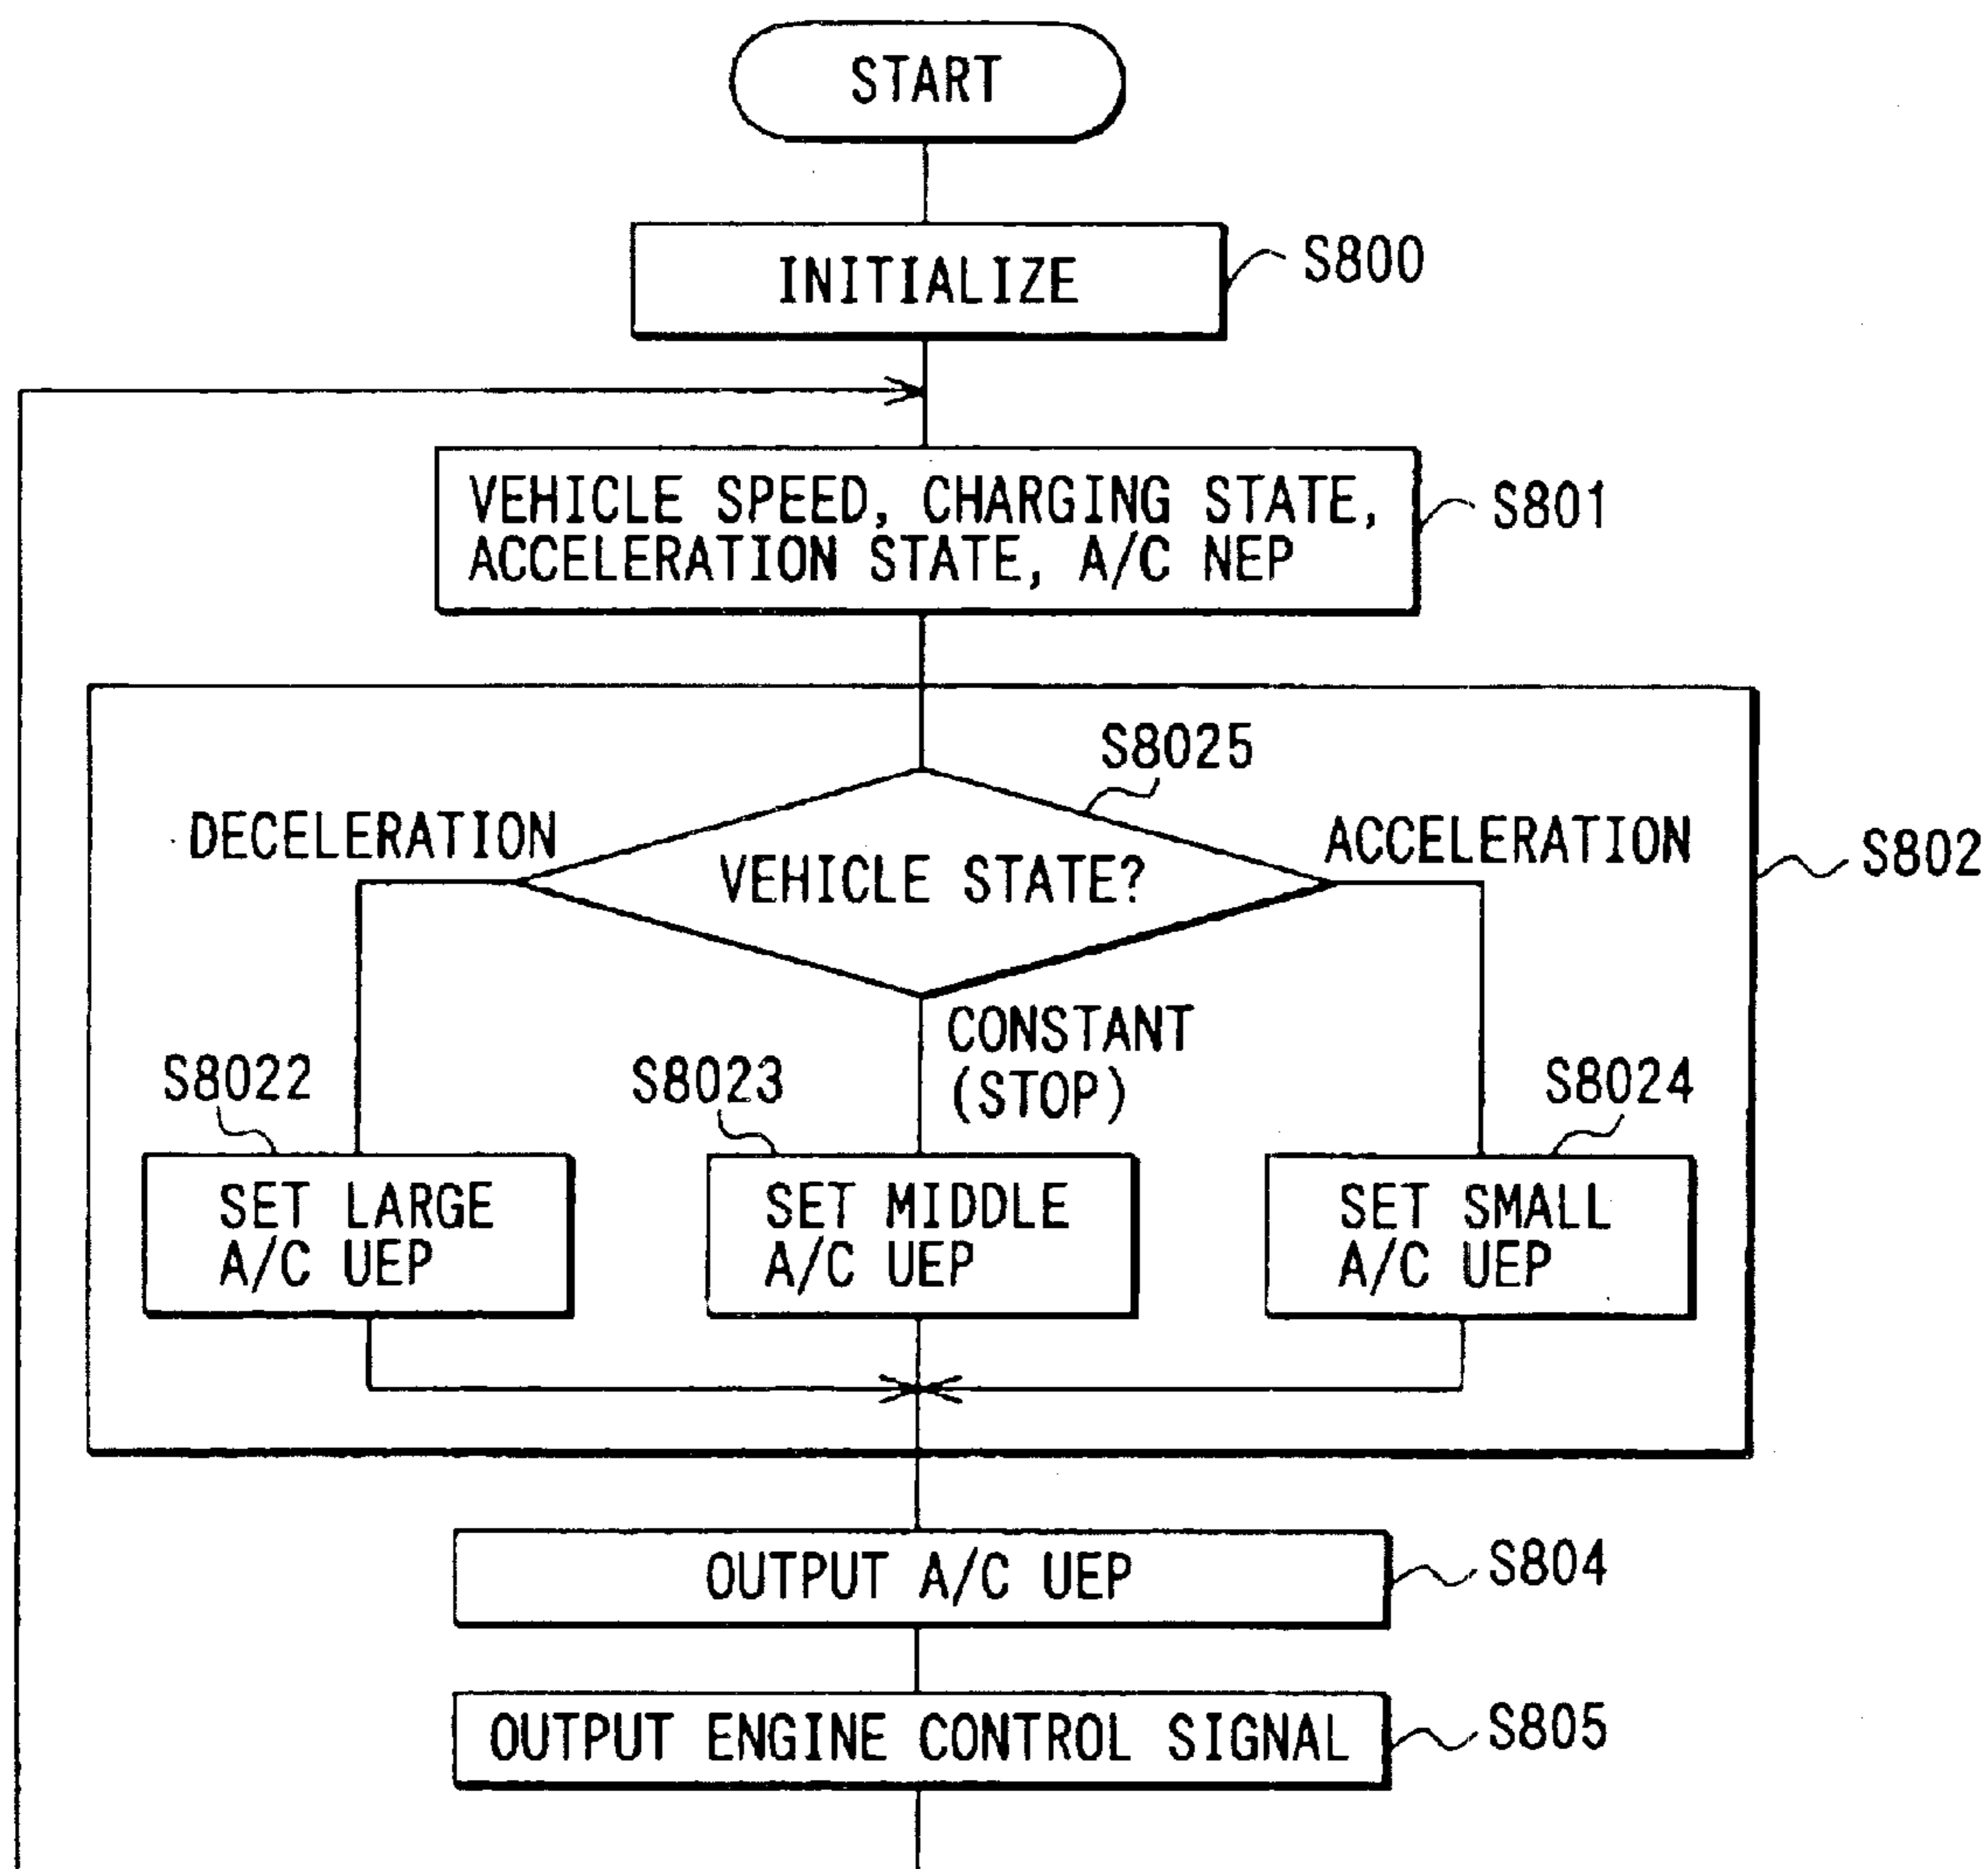 START
INITIALIZE
S800
VEHICLE SPEED, CHARGING STATE,
ACCELERATION STATE, A/C NEP
S801
S8025
DECELERATION
VEHICLE STATE?
ACCELERATION
S802
CONSTANT
(STOP)
S8022
S8023
S8024
SET LARGE
A/C UEP
SET MIDDLE
A/C UEP
SET SMALL
A/C UEP
OUTPUT A/C UEP
S804
OUTPUT ENGINE CONTROL SIGNAL
S805